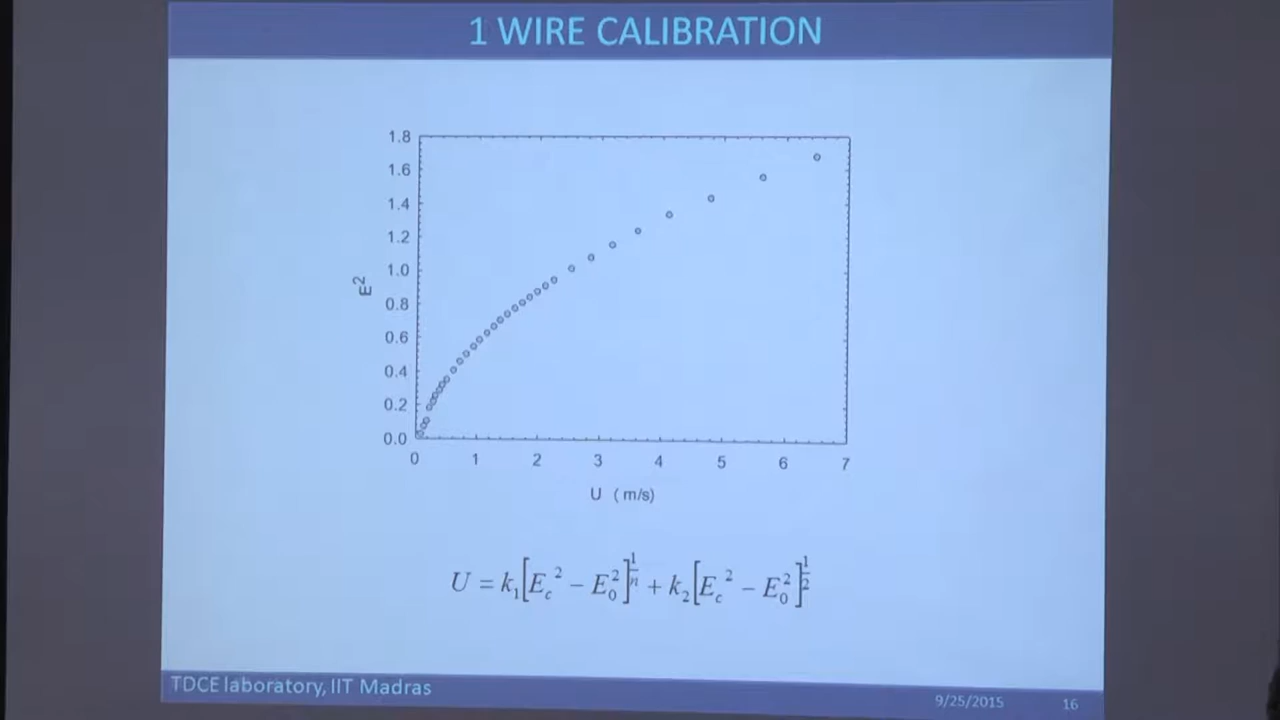 1 WIRE CALIBRATION
1.8
1.6
1.4
1.2
1.0
0.8
0.6
0.4
0.2
0.0
E²
0 1 2 3 4 5 6 7
U (m/s)
U = k₁[E_c² − E₀²]^(1/n) + k₂[E_c² − E₀²]^(1/2)
TDCE laboratory, IIT Madras
9/25/2015 16